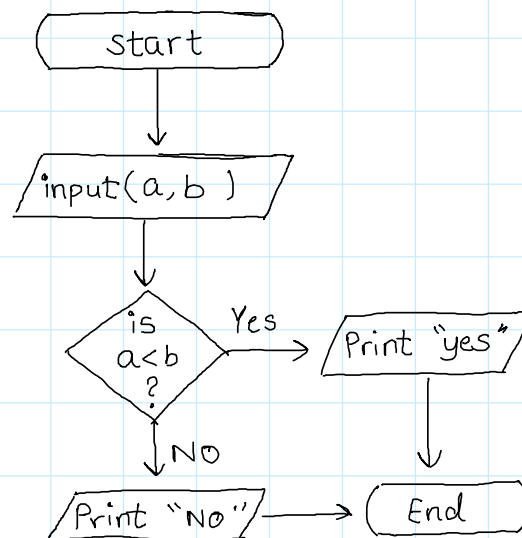 start
input(a, b )
is
a<b
?
Yes
Print "yes"
NO
Print "NO"
End